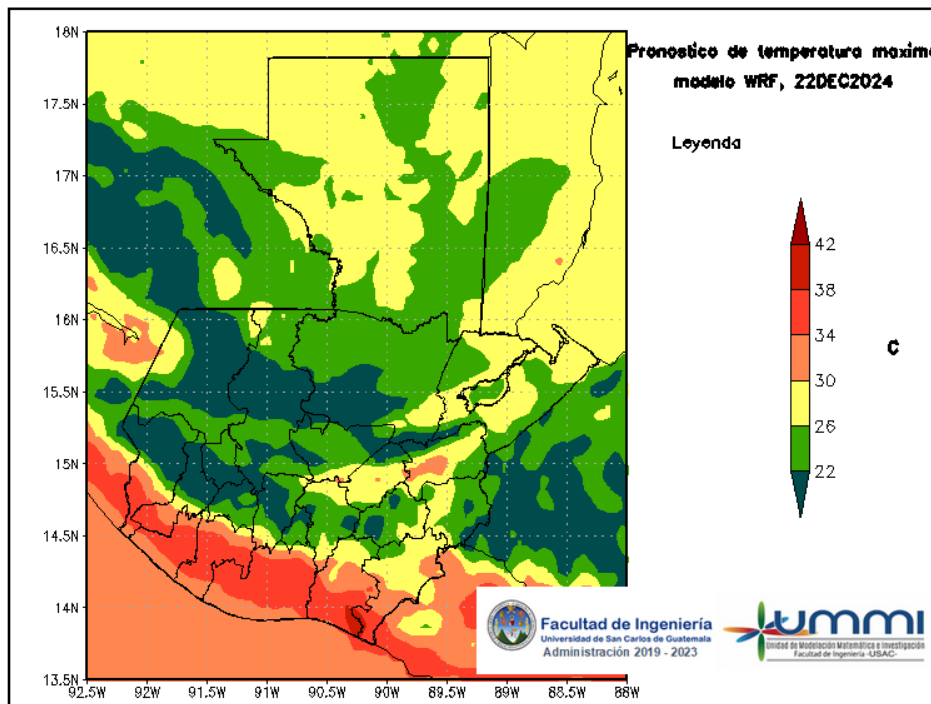 Pronostico de temperatura maxima
modelo WRF, 22DEC2024
Leyenda
42
38
34
30
26
22
C
18N
17.5N
17N
16.5N
16N
15.5N
15N
14.5N
14N
13.5N
92.5W 92W 91.5W 91W 90.5W 90W 89.5W 89W 88.5W 88W
Facultad de Ingeniería
Universidad de San Carlos de Guatemala
Administración 2019 - 2023
ummi
Unidad de Modelación Matemática e Investigación
Facultad de Ingeniería -USAC-